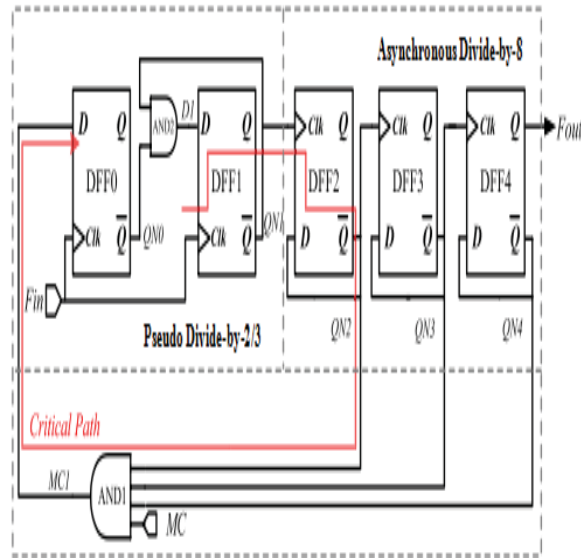 Asynchronous Divide-by-8
D Q
DFF0
Clk Q
AND2
D1
Q
DFF1
Clk Q
Clk Q
DFF2
D Q
Clk Q
DFF3
D Q
Clk Q
DFF4
D Q
Fout
QN0
QN1
Fin
Pseudo Divide-by-2/3
QN2
QN3
QN4
Critical Path
MC1
AND1
MC